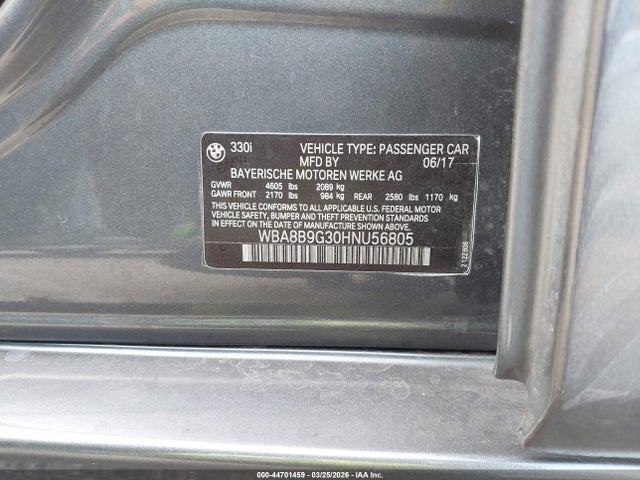 330i VEHICLE TYPE: PASSENGER CAR
MFD BY 06/17
BAYERISCHE MOTOREN WERKE AG
GVWR 4605 lbs 2089 kg
GAWR FRONT 2170 lbs 984 kg REAR 2580 lbs 1170 kg
THIS VEHICLE CONFORMS TO ALL APPLICABLE FEDERAL MOTOR
VEHICLE SAFETY, BUMPER, AND THEFT PREVENTION STANDARDS
IN EFFECT ON THE DATE OF MANUFACTURE SHOWN ABOVE.
WBA8B9G30HNU56805
000-44701459 - 03/25/2026 - IAA Inc.